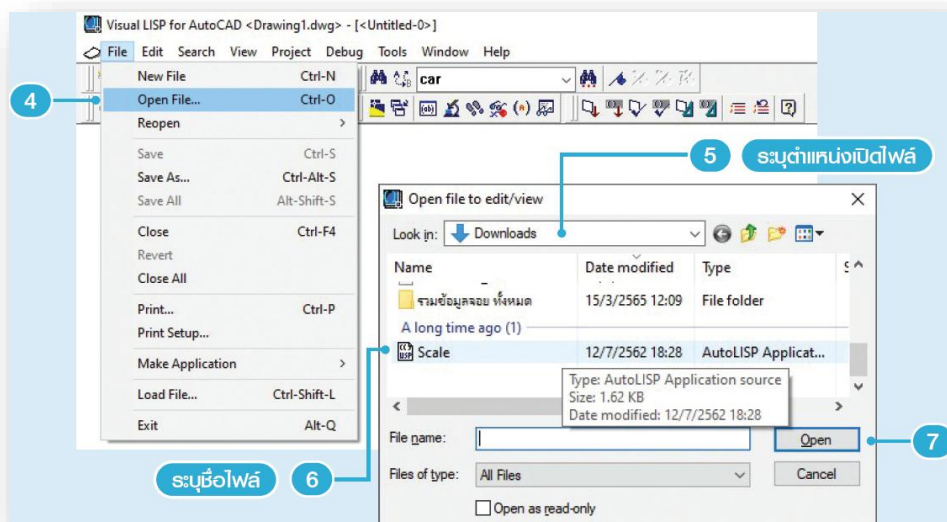 Visual LISP for AutoCAD <Drawing1.dwg> - [<Untitled-0>]
File Edit Search View Project Debug Tools Window Help
New File Ctrl-N
car
4
Open File... Ctrl-O
Reopen >
Save Ctrl-S
Save As... Ctrl-Alt-S
Save All Alt-Shift-S
Close Ctrl-F4
Revert
Close All
Print... Ctrl-P
Print Setup...
Make Application >
Load File... Ctrl-Shift-L
Exit Alt-Q
5 ระบุตำแหน่งเปิดไฟล์
Open file to edit/view
Look in: Downloads
Name Date modified Type
รวมข้อมูลจอย ทั้งหมด 15/3/2565 12:09 File folder
A long time ago (1)
Scale 12/7/2562 18:28 AutoLISP Applicat...
Type: AutoLISP Application source
Size: 1.62 KB
Date modified: 12/7/2562 18:28
File name: Open
7
ระบุชื่อไฟล์ 6
Files of type: All Files Cancel
Open as read-only